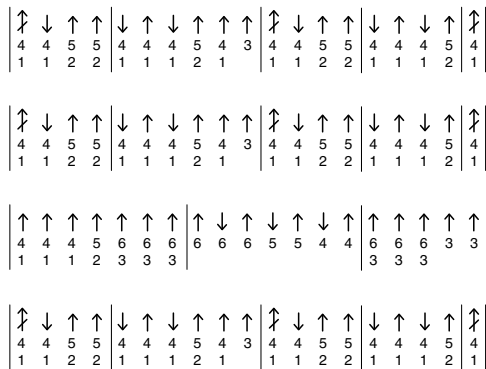 ↑ ↓ ↑ ↑ ↓ ↑ ↓ ↑ ↑ ↑ ↑ ↓ ↑ ↑ ↓ ↑ ↓ ↑ ↑
4 4 5 5 4 4 4 5 4 3 4 4 5 5 4 4 4 5 4
1 1 2 2 1 1 1 2 1 1 1 2 2 1 1 1 2 1
↑ ↓ ↑ ↑ ↓ ↑ ↓ ↑ ↑ ↑ ↑ ↓ ↑ ↑ ↓ ↑ ↓ ↑ ↑
4 4 5 5 4 4 4 5 4 3 4 4 5 5 4 4 4 5 4
1 1 2 2 1 1 1 2 1 1 1 2 2 1 1 1 2 1
↑ ↑ ↑ ↑ ↑ ↑ ↑ ↑ ↓ ↑ ↓ ↑ ↓ ↑ ↑ ↑ ↑ ↑ ↑
4 4 4 5 6 6 6 6 6 6 5 5 4 4 6 6 6 3 3
1 1 1 2 3 3 3 3 3 3
↑ ↓ ↑ ↑ ↓ ↑ ↓ ↑ ↑ ↑ ↑ ↓ ↑ ↑ ↓ ↑ ↓ ↑ ↑
4 4 5 5 4 4 4 5 4 3 4 4 5 5 4 4 4 5 4
1 1 2 2 1 1 1 2 1 1 1 2 2 1 1 1 2 1